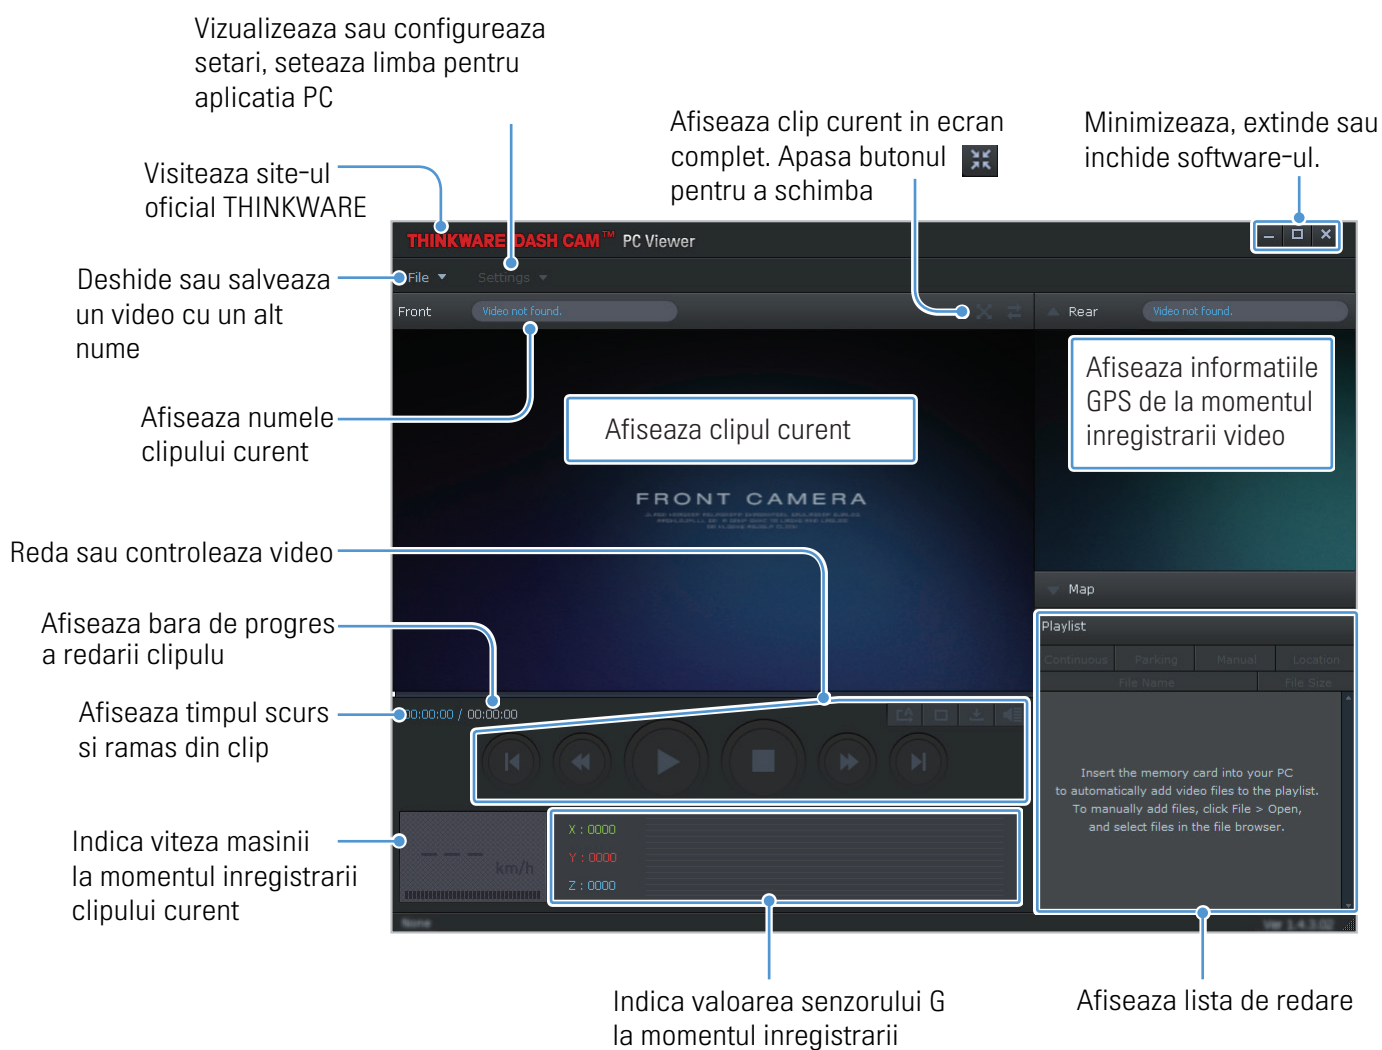 Vizualizeaza sau configureaza
setari, seteaza limba pentru
aplicatia PC
Afiseaza clip curent in ecran
complet. Apasa butonul
pentru a schimba
Minimizeaza, extinde sau
inchide software-ul.
Visiteaza site-ul
oficial THINKWARE
THINKWARE DASH CAM™ PC Viewer
Deshide sau salveaza
un video cu un alt
nume
File
Settings
Front
Video not found.
Rear
Video not found.
Afiseaza informatiile
GPS de la momentul
inregistrarii video
Afiseaza numele
clipului curent
Afiseaza clipul curent
FRONT CAMERA
Reda sau controleaza video
Map
Afiseaza bara de progres
a redarii clipulu
Playlist
Continuous Parking Manual Location
File Name File Size
Afiseaza timpul scurs
si ramas din clip
00:00:00 / 00:00:00
Insert the memory card into your PC
to automatically add video files to the playlist.
To manually add files, click File > Open,
and select files in the file browser.
Indica viteza masinii
la momentul inregistrarii
clipului curent
km/h
X : 0000
Y : 0000
Z : 0000
None
Ver 1.4.3.02
Indica valoarea senzorului G
la momentul inregistrarii
Afiseaza lista de redare